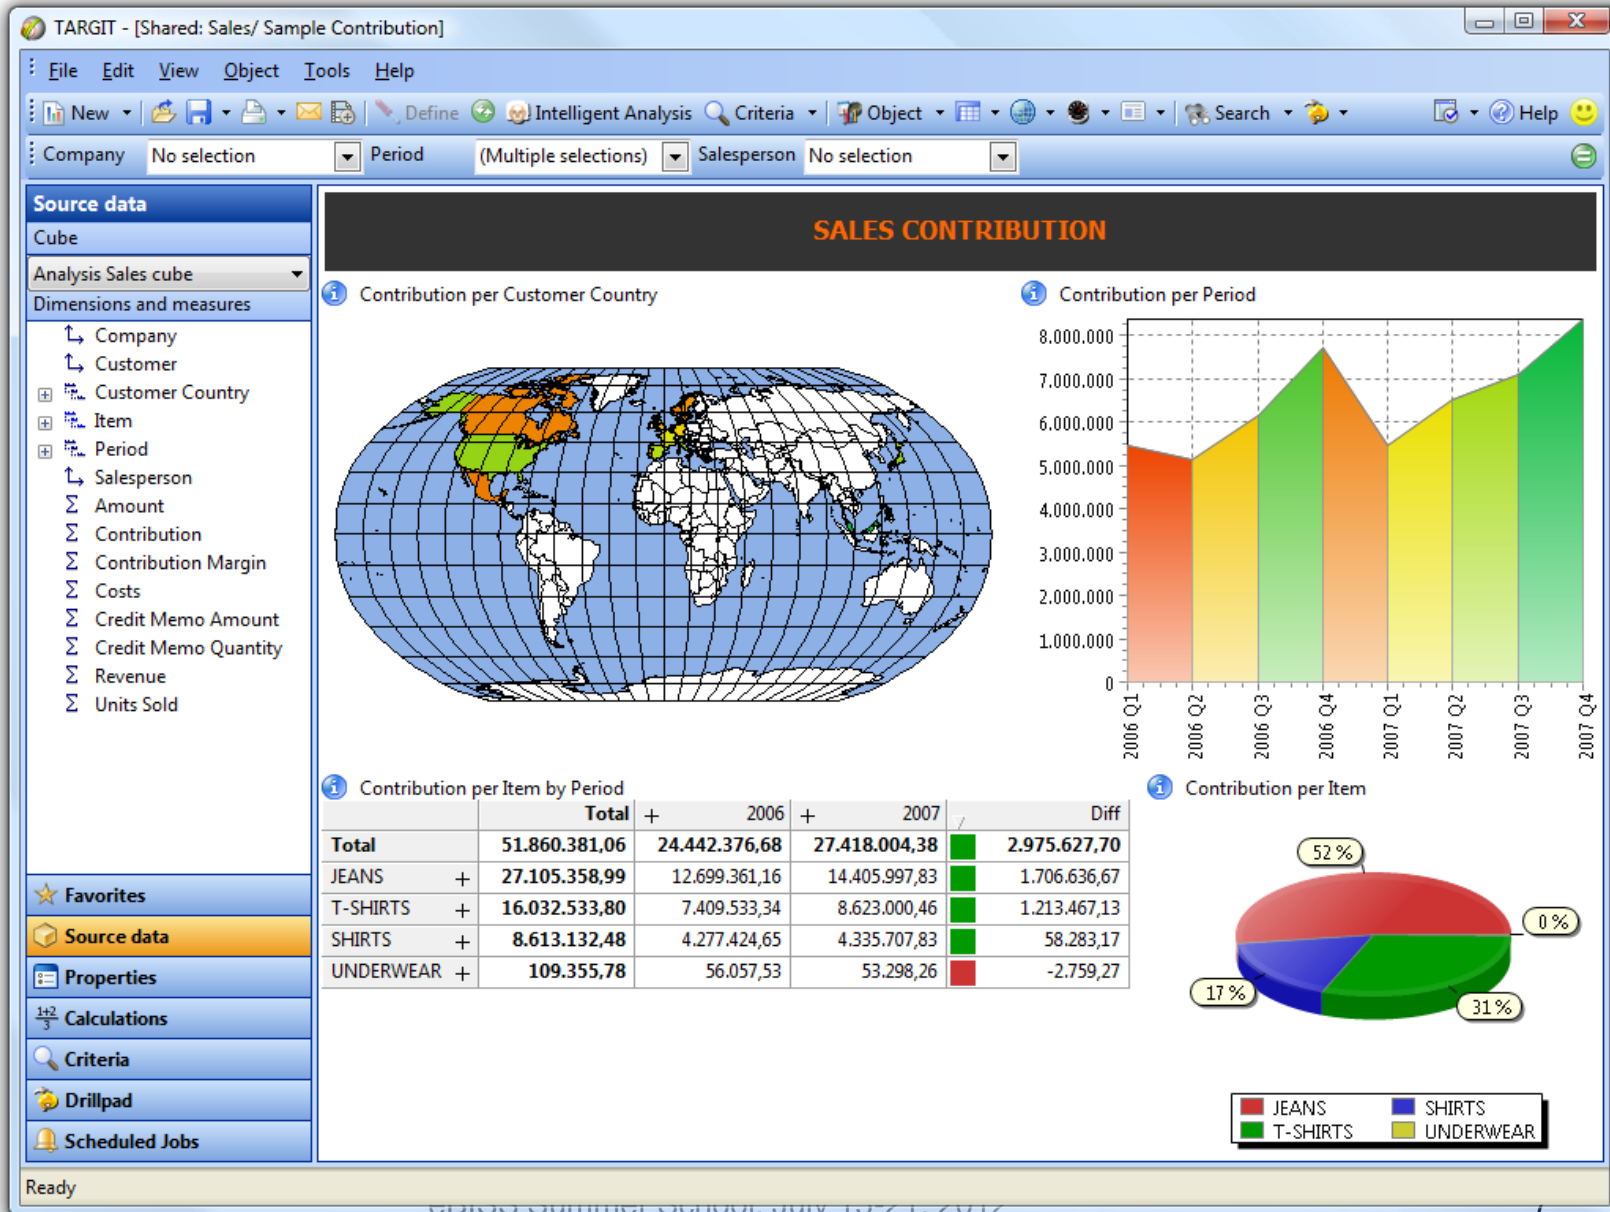 TARGIT - [Shared: Sales/ Sample Contribution]
File Edit View Object Tools Help
New Define Intelligent Analysis Criteria Object Search Help
Company No selection Period (Multiple selections) Salesperson No selection
Source data
Cube
Analysis Sales cube
Dimensions and measures
Company
Customer
Customer Country
Item
Period
Salesperson
Σ Amount
Σ Contribution
Σ Contribution Margin
Σ Costs
Σ Credit Memo Amount
Σ Credit Memo Quantity
Σ Revenue
Σ Units Sold
Favorites
Source data
Properties
1+2
3
Calculations
Criteria
Drillpad
Scheduled Jobs
SALES CONTRIBUTION
Contribution per Customer Country
Contribution per Period
8.000.000
7.000.000
6.000.000
5.000.000
4.000.000
3.000.000
2.000.000
1.000.000
0
2006 Q1
2006 Q2
2006 Q3
2006 Q4
2007 Q1
2007 Q2
2007 Q3
2007 Q4
Contribution per Item by Period
Total + 2006 + 2007 Diff
Total 51.860.381,06 24.442.376,68 27.418.004,38 2.975.627,70
JEANS + 27.105.358,99 12.699.361,16 14.405.997,83 1.706.636,67
T-SHIRTS + 16.032.533,80 7.409.533,34 8.623.000,46 1.213.467,13
SHIRTS + 8.613.132,48 4.277.424,65 4.335.707,83 58.283,17
UNDERWEAR + 109.355,78 56.057,53 53.298,26 -2.759,27
Contribution per Item
52 %
0 %
17 %
31 %
JEANS SHIRTS
T-SHIRTS UNDERWEAR
Ready
eBISS Summer School, July 15-21, 2012